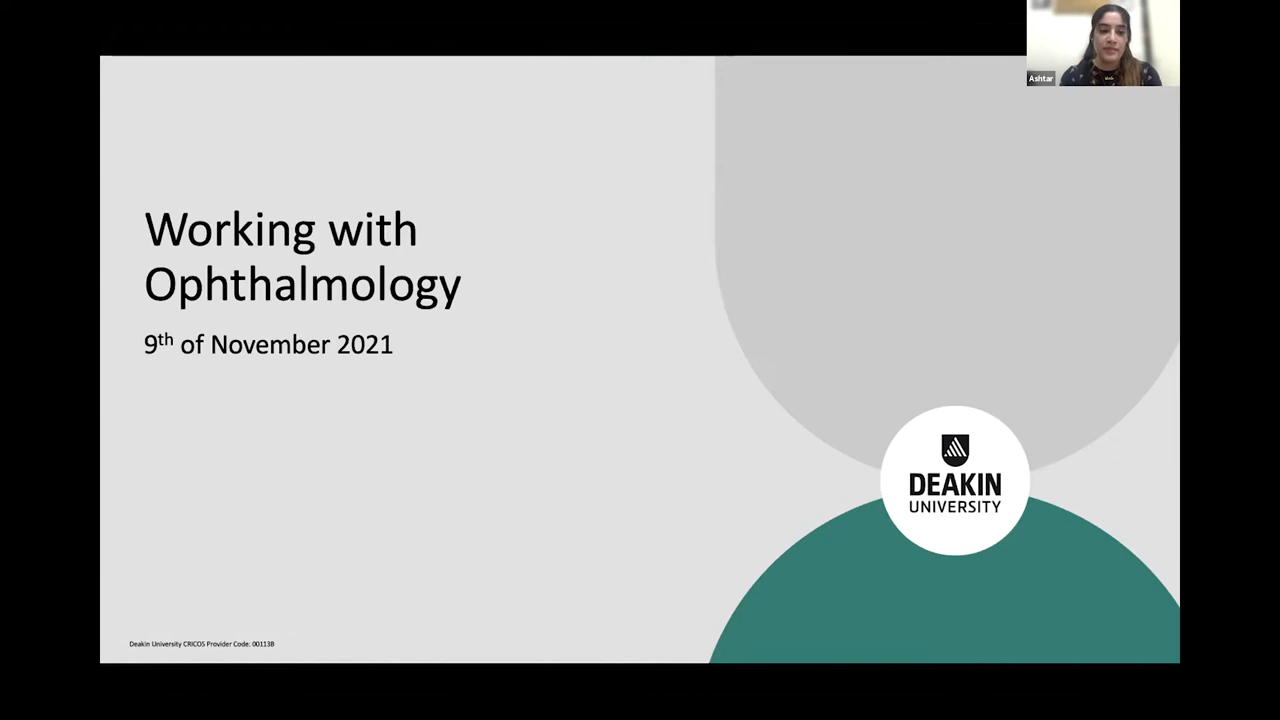 Ashtar
Working with
Ophthalmology
9th of November 2021
DEAKIN
UNIVERSITY
Deakin University CRICOS Provider Code: 00113B